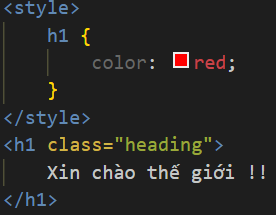 <style>
    h1 {
        color: red;
    }
</style>
<h1 class="heading">
    Xin chào thế giới !!
</h1>